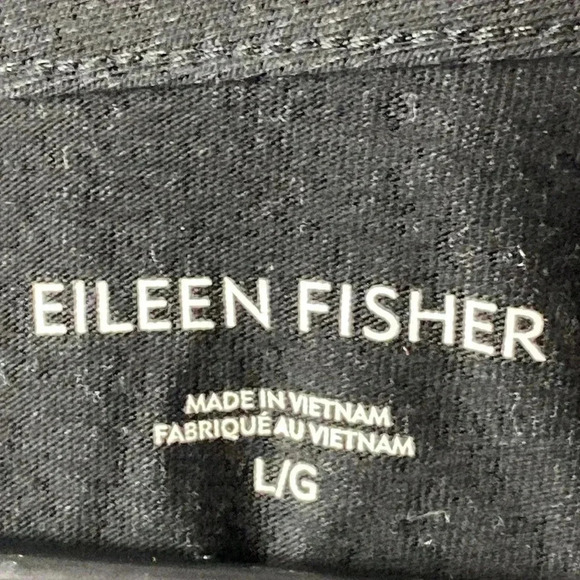 EILEEN FISHER
MADE IN VIETNAM
FABRIQUÉ AU VIETNAM
L/G